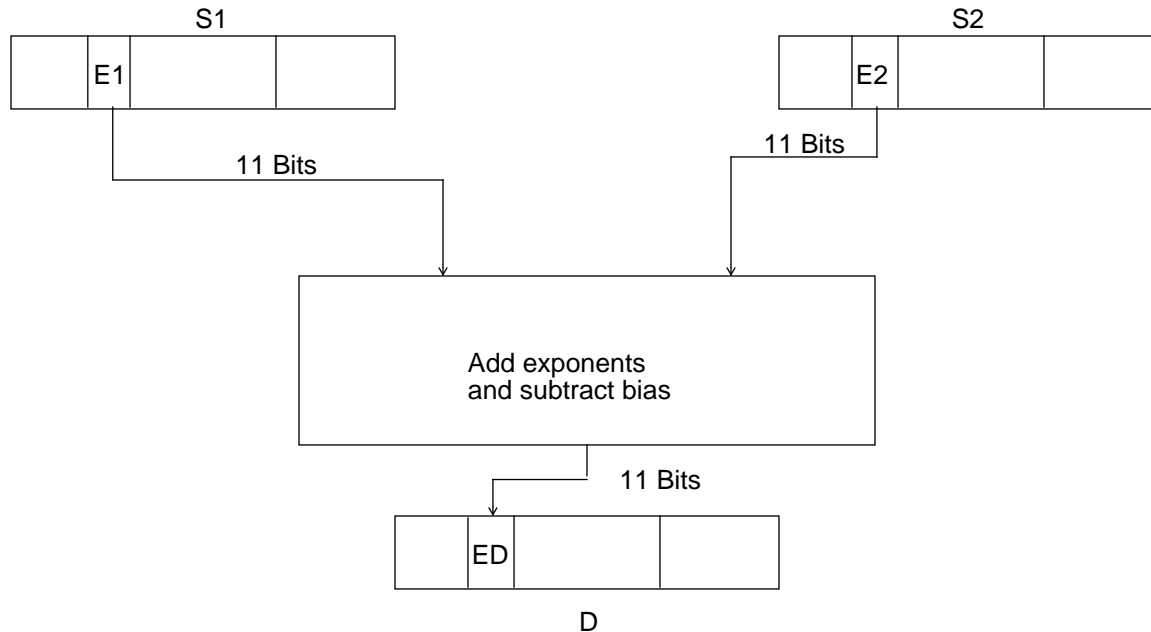 S1
S2
E1
E2
11 Bits
11 Bits
Add exponents
and subtract bias
11 Bits
ED
D